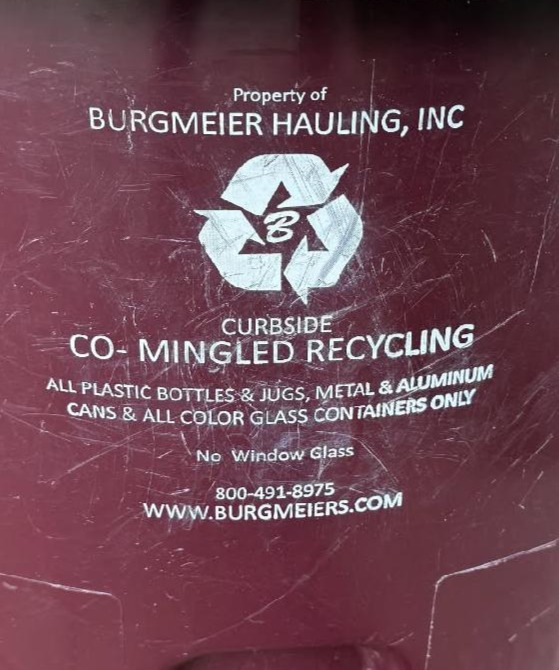 Property of
BURGMEIER HAULING, INC
B
CURBSIDE
CO- MINGLED RECYCLING
ALL PLASTIC BOTTLES & JUGS, METAL & ALUMINUM
CANS & ALL COLOR GLASS CONTAINERS ONLY
No Window Glass
800-491-8975
WWW.BURGMEIERS.COM